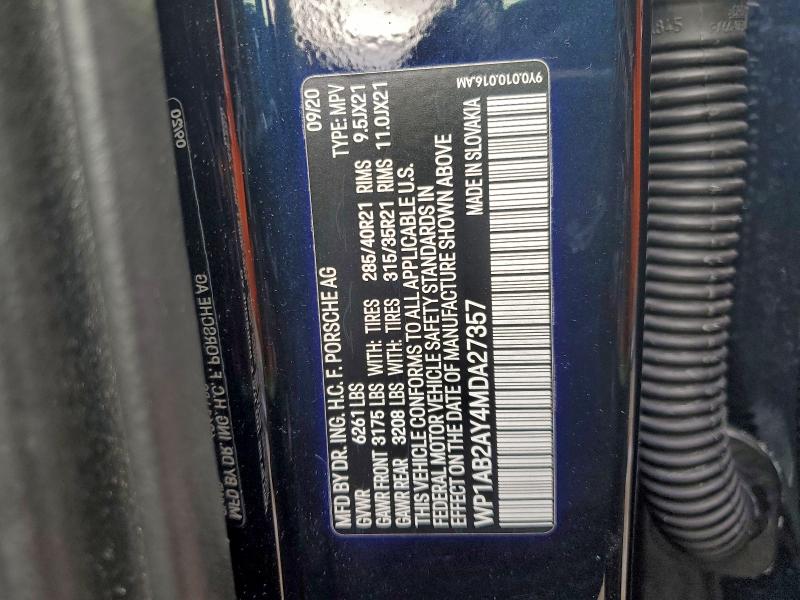 MFD BY DR. ING. H.C. F. PORSCHE AG 09/20
GVWR 6261 LBS TYPE: MPV
GAWR FRONT 3175 LBS WITH: TIRES 285/40R21 RIMS 9.5JX21
GAWR REAR 3208 LBS WITH: TIRES 315/35R21 RIMS 11.0JX21
THIS VEHICLE CONFORMS TO ALL APPLICABLE U.S.
FEDERAL MOTOR VEHICLE SAFETY STANDARDS IN
EFFECT ON THE DATE OF MANUFACTURE SHOWN ABOVE
WP1AB2AY4MDA27357 MADE IN SLOVAKIA
9Y0.010.016.AM